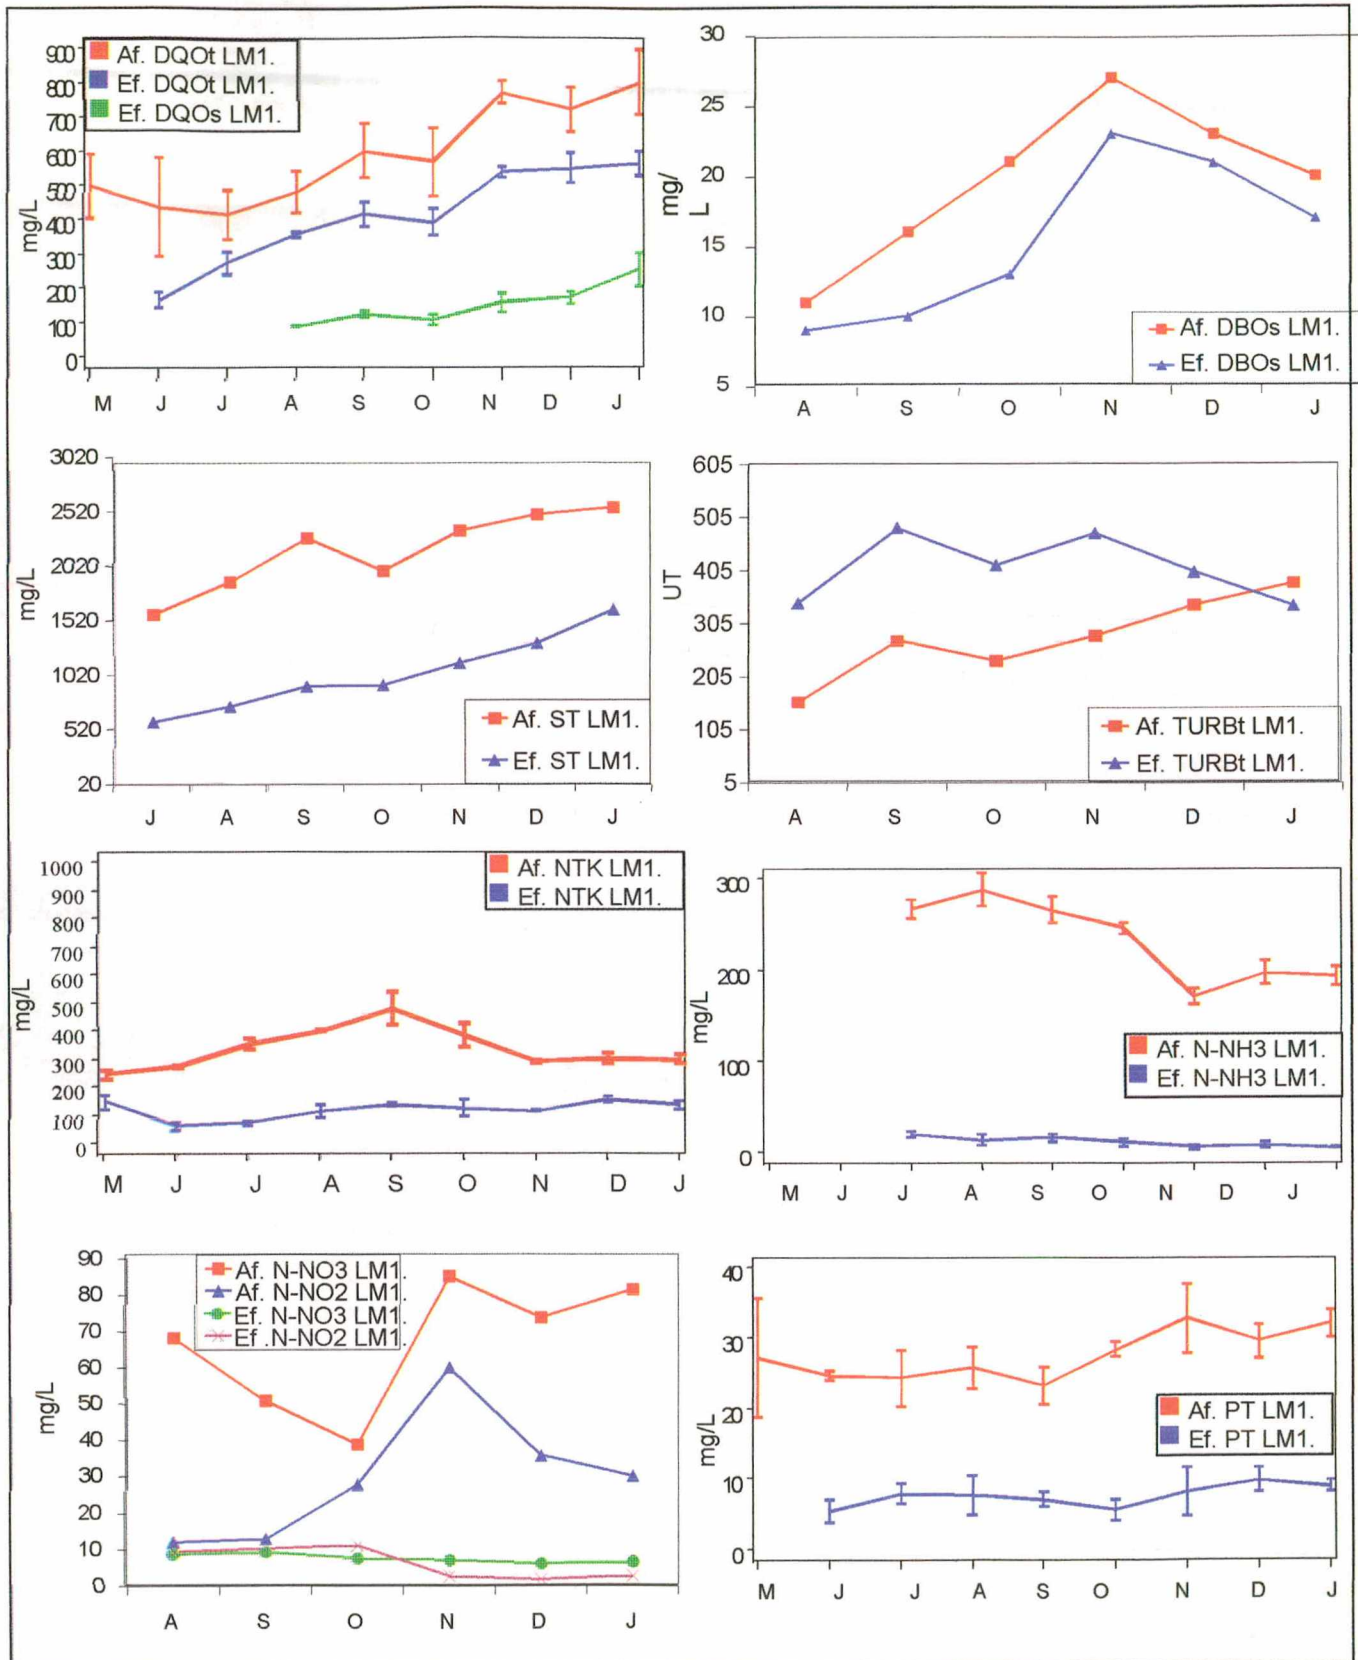 900
800
700
600
500
400
300
200
100
0
mg/L
Af. DQOt LM1.
Ef. DQOt LM1.
Ef. DQOs LM1.
M J J A S O N D J
30
25
20
15
10
5
mg/
L
Af. DBOs LM1.
Ef. DBOs LM1.
A S O N D J
3020
2520
2020
1520
1020
520
20
mg/L
Af. ST LM1.
Ef. ST LM1.
J A S O N D J
605
505
405
305
205
105
5
UT
Af. TURBt LM1.
Ef. TURBt LM1.
A S O N D J
1000
900
800
700
600
500
400
300
200
100
0
mg/L
Af. NTK LM1.
Ef. NTK LM1.
M J J A S O N D J
300
200
100
0
mg/L
Af. N-NH3 LM1.
Ef. N-NH3 LM1.
M J J A S O N D J
90
80
70
60
50
40
30
20
10
0
mg/L
Af. N-NO3 LM1.
Af. N-NO2 LM1.
Ef. N-NO3 LM1.
Ef .N-NO2 LM1.
A S O N D J
40
30
20
10
0
mg/L
Af. PT LM1.
Ef. PT LM1.
M J J A S O N D J